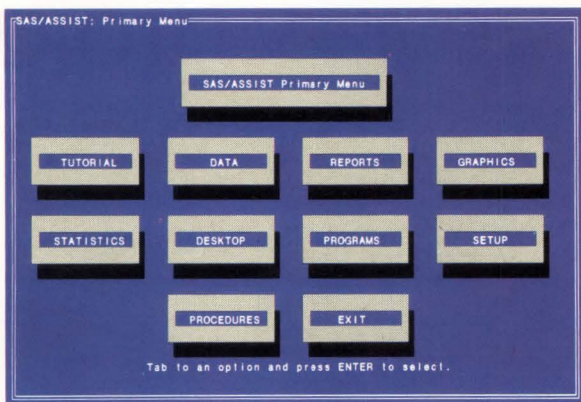 SAS/ASSIST: Primary Menu
SAS/ASSIST Primary Menu
TUTORIAL DATA REPORTS GRAPHICS
STATISTICS DESKTOP PROGRAMS SETUP
PROCEDURES EXIT
Tab to an option and press ENTER to select.